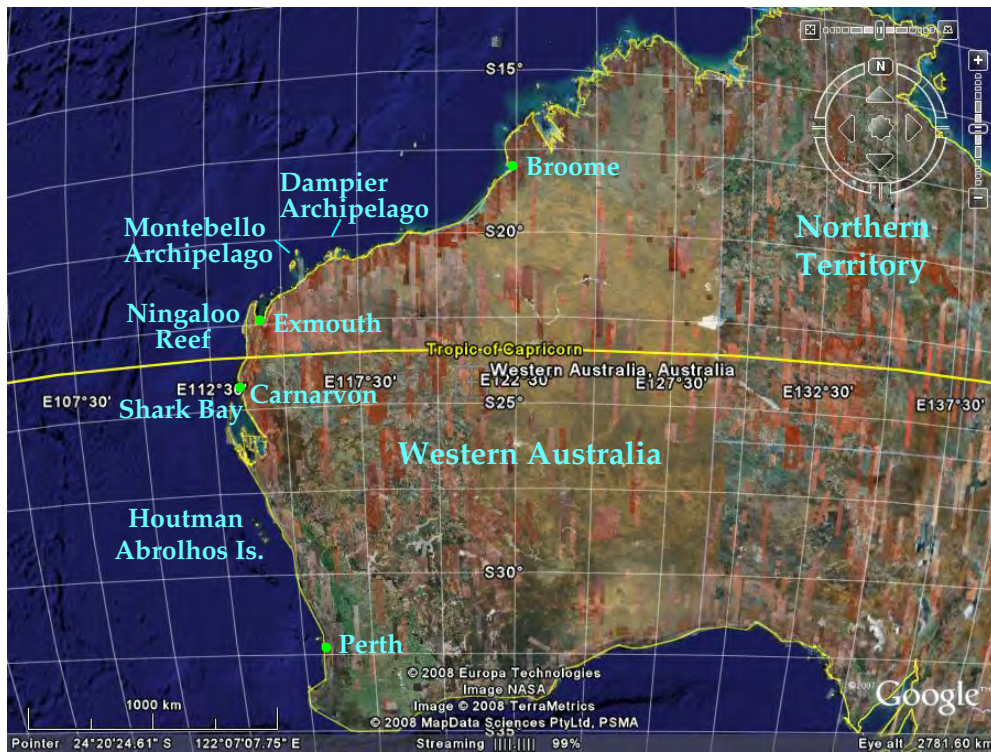 N
S15°
Broome
Dampier
Archipelago
Montebello
Archipelago
S20°
Northern
Territory
Ningaloo
Reef
Exmouth
Tropic of Capricorn
Western Australia, Australia
E107°30'
E112°30'
E117°30'
E122°30'
E127°30'
E132°30'
E137°30'
Carnarvon
Shark Bay
S25°
Western Australia
Houtman
Abrolhos Is.
S30°
Perth
© 2008 Europa Technologies
Image NASA
Image © 2008 TerraMetrics
© 2008 MapData Sciences PtyLtd, PSMA
©2007 Google™
1000 km
S35°
Pointer 24°20'24.61" S 122°07'07.75" E
Streaming ||||||||| 99%
Eye alt 2781.60 km